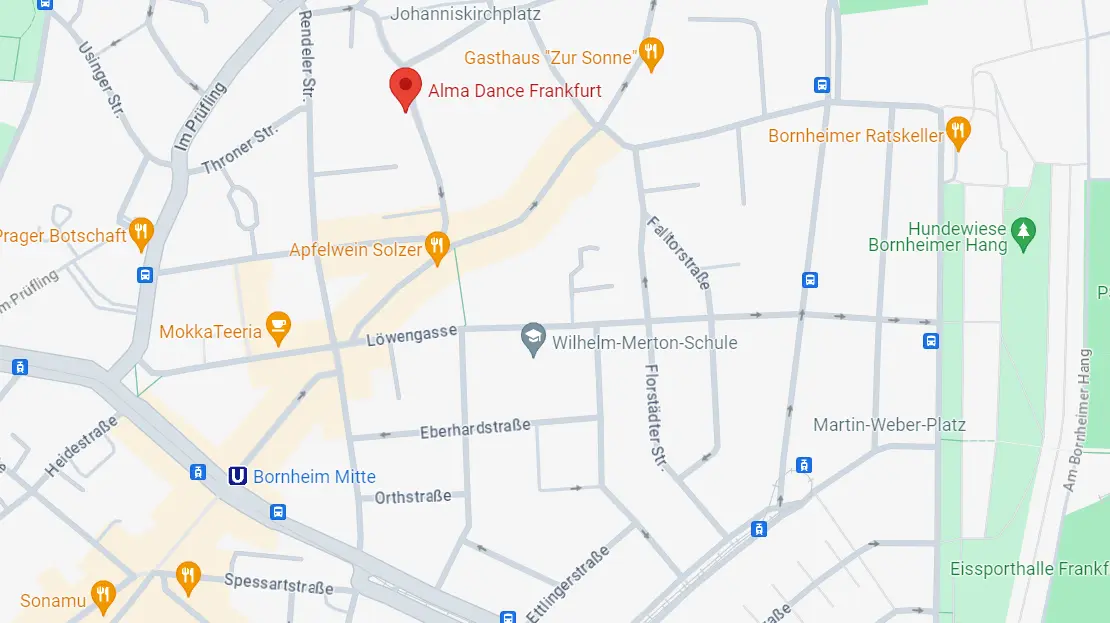 Johanniskirchplatz
Rendeler Str.
Usinger Str.
Gasthaus "Zur Sonne"
Im Prüfling
Alma Dance Frankfurt
Throner Str.
Bornheimer Ratskeller
Prager Botschaft
Apfelwein Solzer
Falltorstraße
Hundewiese
Bornheimer Hang
MokkaTeeria
Löwengasse
Wilhelm-Merton-Schule
Florstädter Str.
Am Bornheimer Hang
Eberhardstraße
Martin-Weber-Platz
Heidestraße
U
Bornheim Mitte
Orthstraße
Spessartstraße
Ettlingerstraße
Eissporthalle Frankf
Sonamu